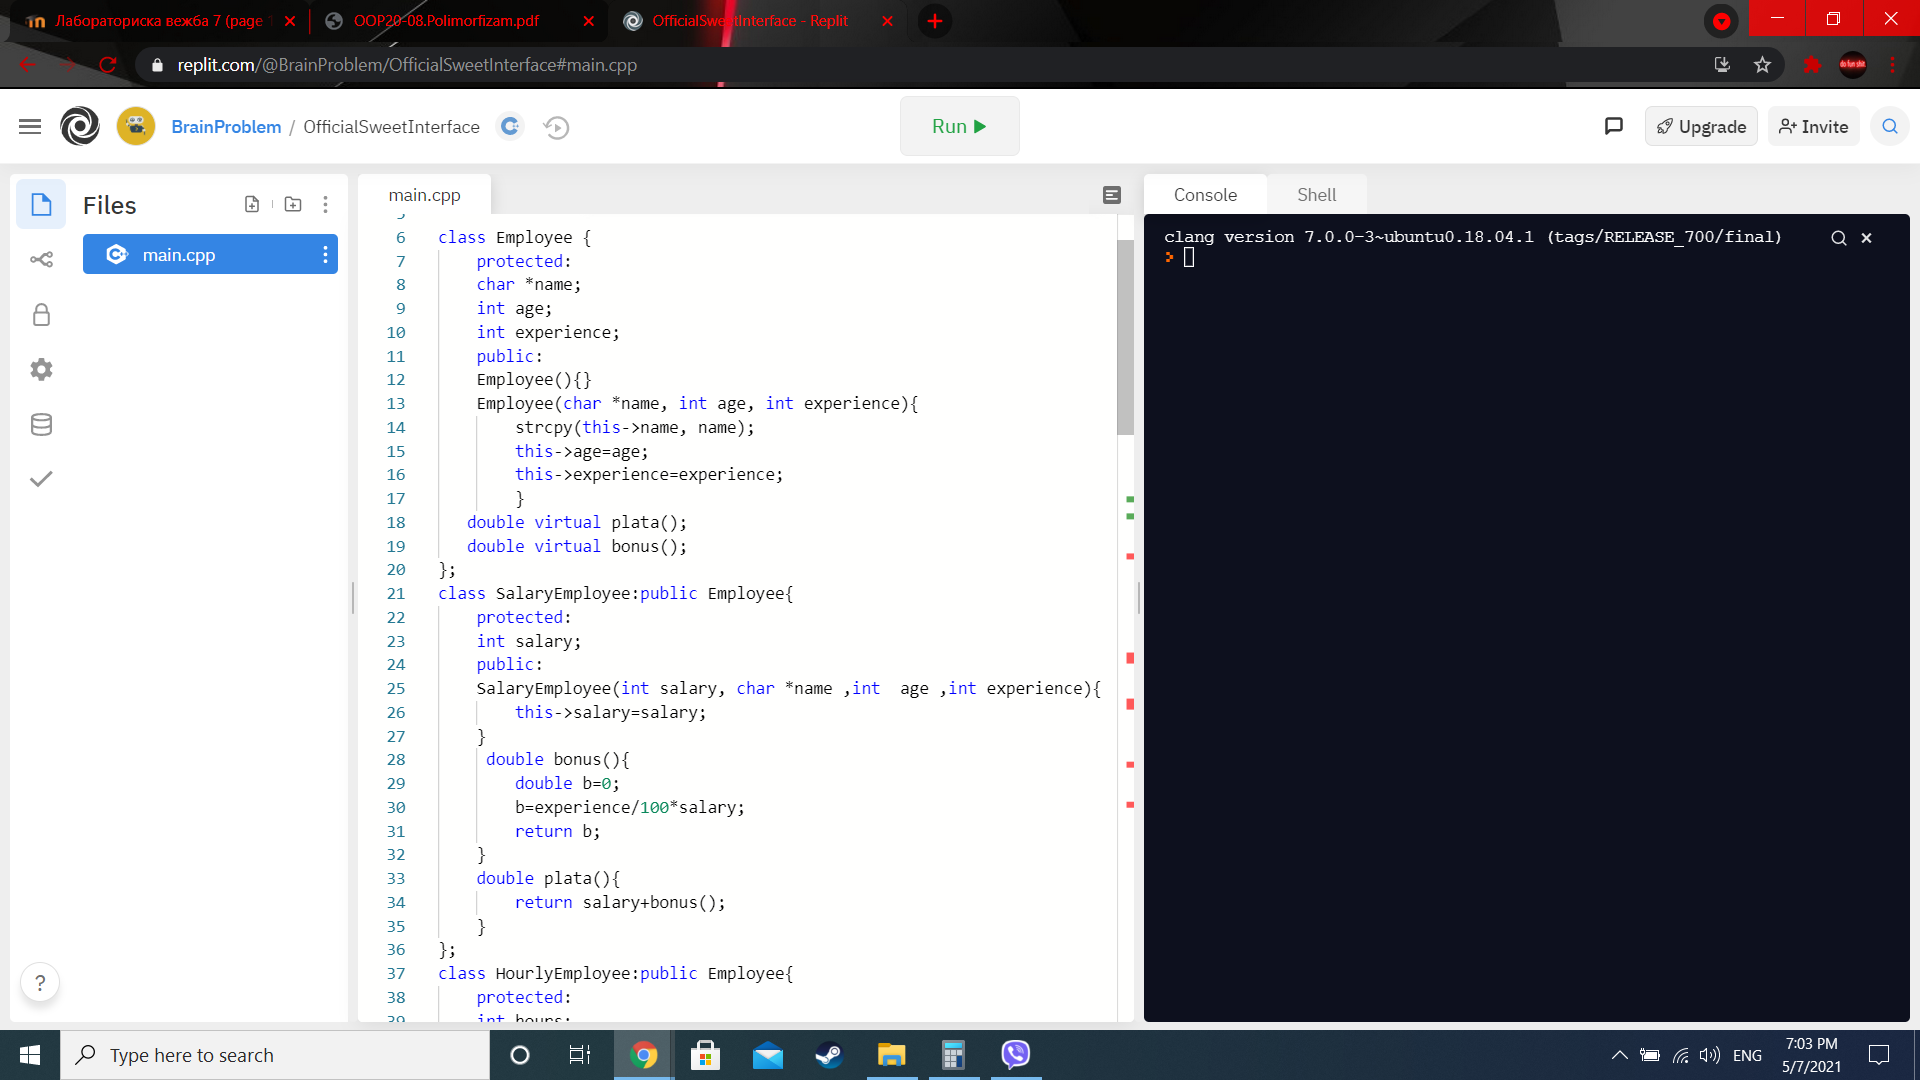 Лабораториска вежба 7 (page 1
OOP20-08.Polimorfizam.pdf
OfficialSweetInterface - Replit
replit.com/@BrainProblem/OfficialSweetInterface#main.cpp
BrainProblem / OfficialSweetInterface
Run
Upgrade
Invite
Files
main.cpp
main.cpp
Console
Shell
5
6 class Employee {
7 protected:
8 char *name;
9 int age;
10 int experience;
11 public:
12 Employee(){}
13 Employee(char *name, int age, int experience){
14 strcpy(this->name, name);
15 this->age=age;
16 this->experience=experience;
17 }
18 double virtual plata();
19 double virtual bonus();
20 };
21 class SalaryEmployee:public Employee{
22 protected:
23 int salary;
24 public:
25 SalaryEmployee(int salary, char *name ,int  age ,int experience){
26 this->salary=salary;
27 }
28 double bonus(){
29 double b=0;
30 b=experience/100*salary;
31 return b;
32 }
33 double plata(){
34 return salary+bonus();
35 }
36 };
37 class HourlyEmployee:public Employee{
38 protected:
39 int hours;
clang version 7.0.0-3~ubuntu0.18.04.1 (tags/RELEASE_700/final)
?
Type here to search
ENG
7:03 PM
5/7/2021